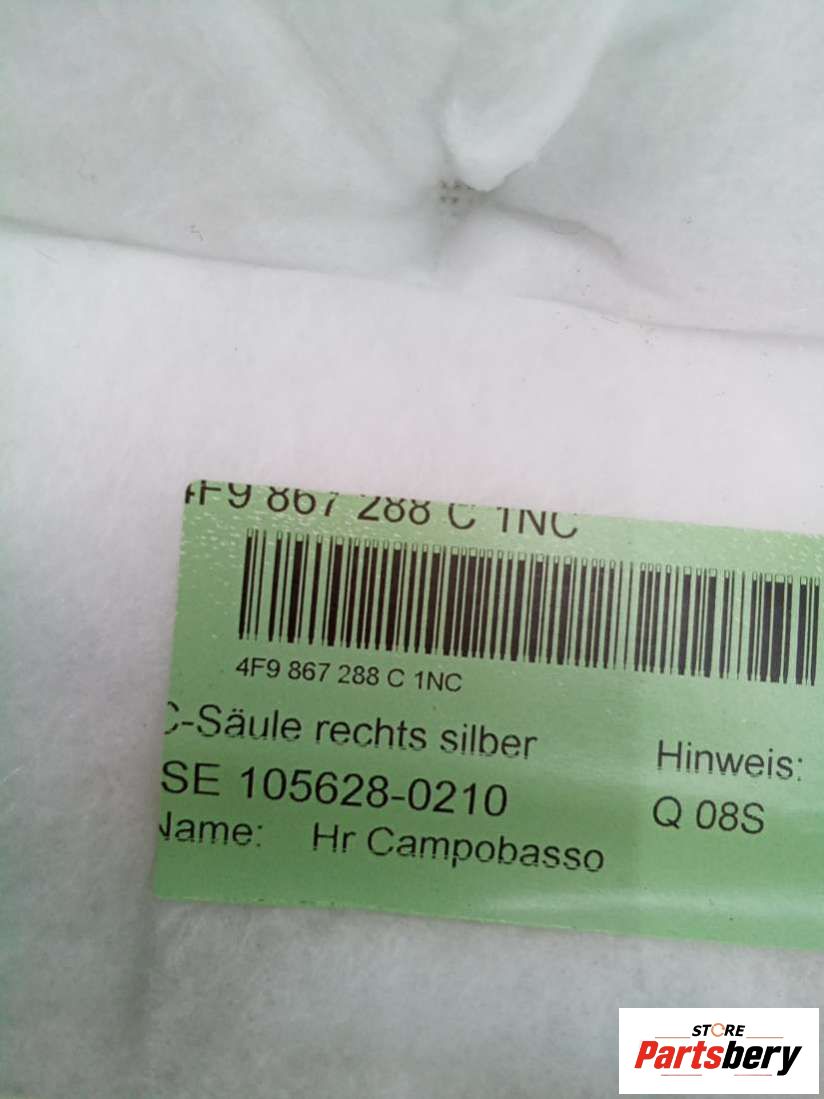 4F9 867 288 C 1NC
4F9 867 288 C 1NC
C-Säule rechts silber
Hinweis:
SE 105628-0210
Q 08S
Name: Hr Campobasso
STORE
Partsbery